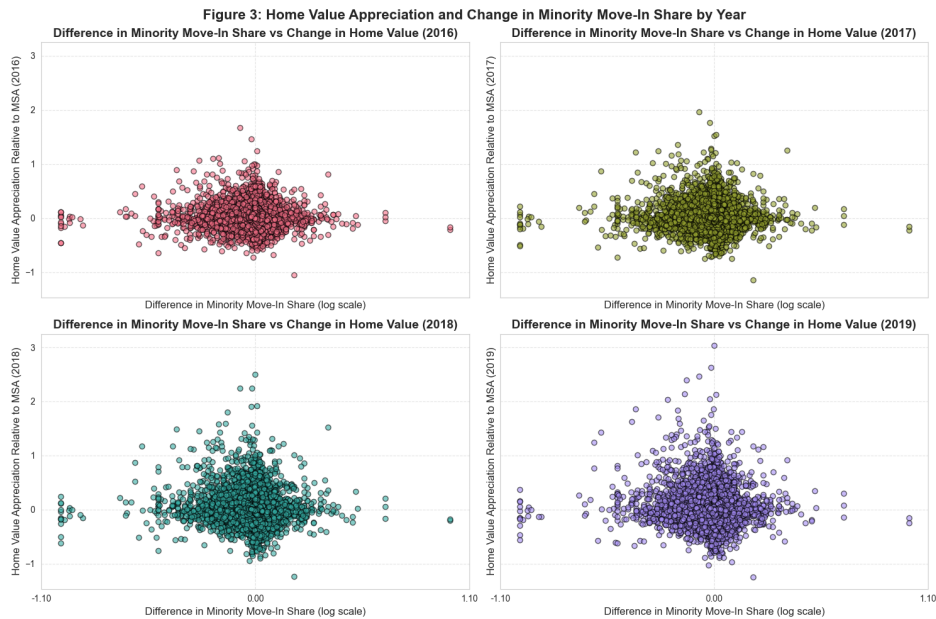 Figure 3: Home Value Appreciation and Change in Minority Move-In Share by Year
Difference in Minority Move-In Share vs Change in Home Value (2016)
Home Value Appreciation Relative to MSA (2016)
3
2
1
0
−1
Difference in Minority Move-In Share (log scale)
Difference in Minority Move-In Share vs Change in Home Value (2017)
Home Value Appreciation Relative to MSA (2017)
Difference in Minority Move-In Share (log scale)
Difference in Minority Move-In Share vs Change in Home Value (2018)
Home Value Appreciation Relative to MSA (2018)
3
2
1
0
−1
-1.10
0.00
1.10
Difference in Minority Move-In Share (log scale)
Difference in Minority Move-In Share vs Change in Home Value (2019)
Home Value Appreciation Relative to MSA (2019)
-1.10
0.00
1.10
Difference in Minority Move-In Share (log scale)